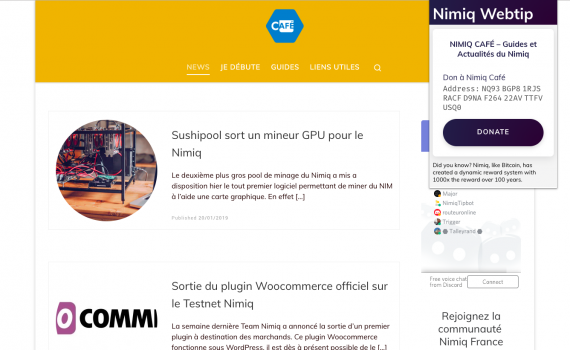 CAFÉ
NEWS JE DÉBUTE GUIDES LIENS UTILES
Sushipool sort un mineur GPU pour le
Nimiq
Le deuxième plus gros pool de minage du Nimiq a mis a
disposition hier le tout premier logiciel permettant de miner du NIM
à l'aide une carte graphique. En effet [...]
Published 20/01/2019
COMMI
Sortie du plugin Woocommerce officiel sur
le Testnet Nimiq
La semaine dernière Team Nimiq a annoncé la sortie d'un premier
plugin à destination des marchands. Ce plugin Woocommerce
fonctionne sous WordPress, il est dès à présent possible de le [...]
Nimiq Webtip
NIMIQ CAFÉ – Guides et
Actualités du Nimiq
Don à Nimiq Café
Address: NQ93 8GP8 1RJ5
RACF D9NA F264 22AV TTFV
USQ0
DONATE
Did you know? Nimiq, like Bitcoin, has
created a dynamic reward system with
1000x the reward over 100 years.
Major
NimiqTipbot
routeuronline
Trigger
Talleyrand
Free voice chat
from Discord
Connect
Rejoignez la
communauté
Nimiq France